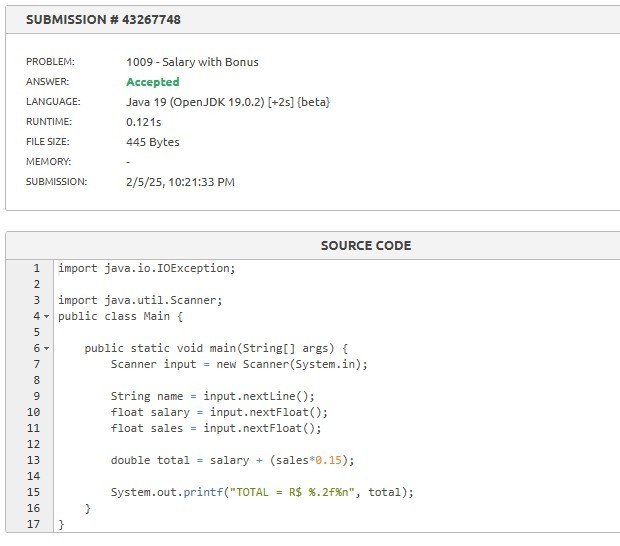 SUBMISSION # 43267748
PROBLEM: 1009 - Salary with Bonus
ANSWER: Accepted
LANGUAGE: Java 19 (OpenJDK 19.0.2) [+2s] {beta}
RUNTIME: 0.121s
FILE SIZE: 445 Bytes
MEMORY: -
SUBMISSION: 2/5/25, 10:21:33 PM
SOURCE CODE
1 import java.io.IOException;
2
3 import java.util.Scanner;
4 public class Main {
5
6     public static void main(String[] args) {
7         Scanner input = new Scanner(System.in);
8
9         String name = input.nextLine();
10         float salary = input.nextFloat();
11         float sales = input.nextFloat();
12
13         double total = salary + (sales*0.15);
14
15         System.out.printf("TOTAL = R$ %.2f%n", total);
16     }
17 }